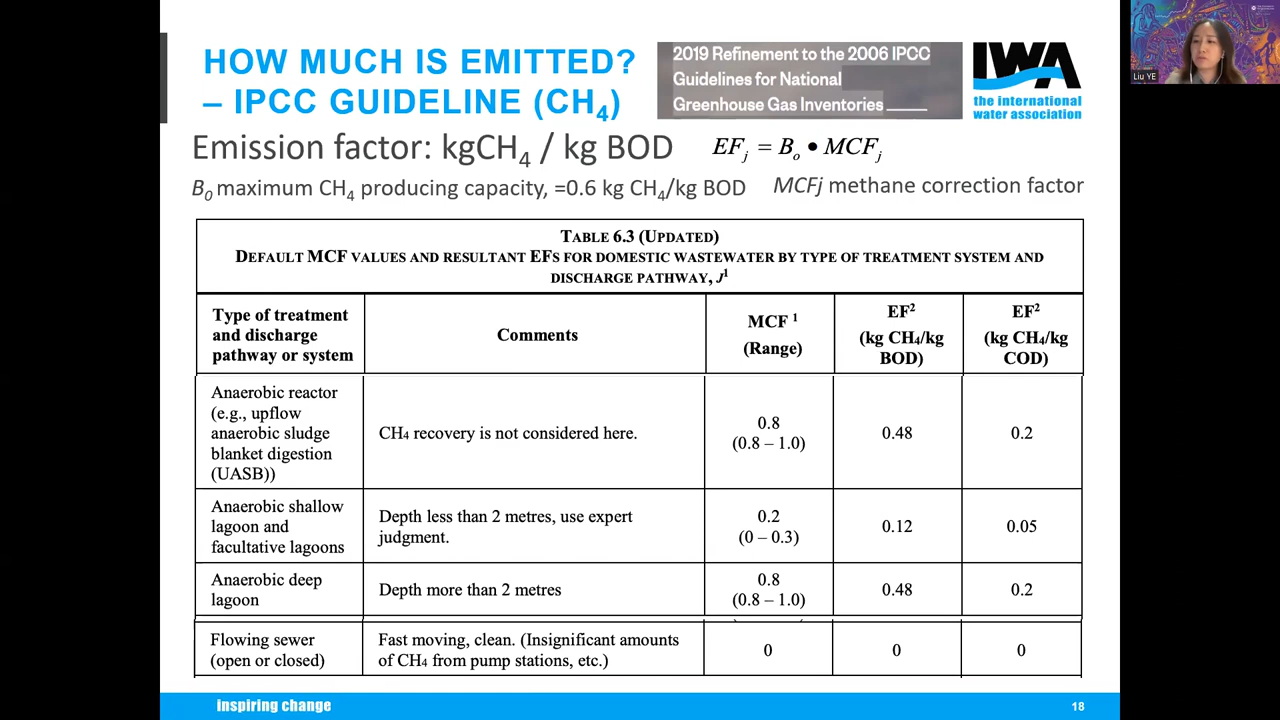 HOW MUCH IS EMITTED?
– IPCC GUIDELINE (CH4)
2019 Refinement to the 2006 IPCC
Guidelines for National
Greenhouse Gas Inventories
IWA
the international
water association
Liu YE
Emission factor: kgCH4 / kg BOD
EFj = Bo • MCFj
B0 maximum CH4 producing capacity, =0.6 kg CH4/kg BOD
MCFj methane correction factor
TABLE 6.3 (UPDATED)
DEFAULT MCF VALUES AND RESULTANT EFS FOR DOMESTIC WASTEWATER BY TYPE OF TREATMENT SYSTEM AND
DISCHARGE PATHWAY, J1
Type of treatment
and discharge
pathway or system
Comments
MCF 1
(Range)
EF2
(kg CH4/kg
BOD)
EF2
(kg CH4/kg
COD)
Anaerobic reactor
(e.g., upflow
anaerobic sludge
blanket digestion
(UASB))
CH4 recovery is not considered here.
0.8
(0.8 – 1.0)
0.48
0.2
Anaerobic shallow
lagoon and
facultative lagoons
Depth less than 2 metres, use expert
judgment.
0.2
(0 – 0.3)
0.12
0.05
Anaerobic deep
lagoon
Depth more than 2 metres
0.8
(0.8 – 1.0)
0.48
0.2
Flowing sewer
(open or closed)
Fast moving, clean. (Insignificant amounts
of CH4 from pump stations, etc.)
0
0
0
inspiring change
18